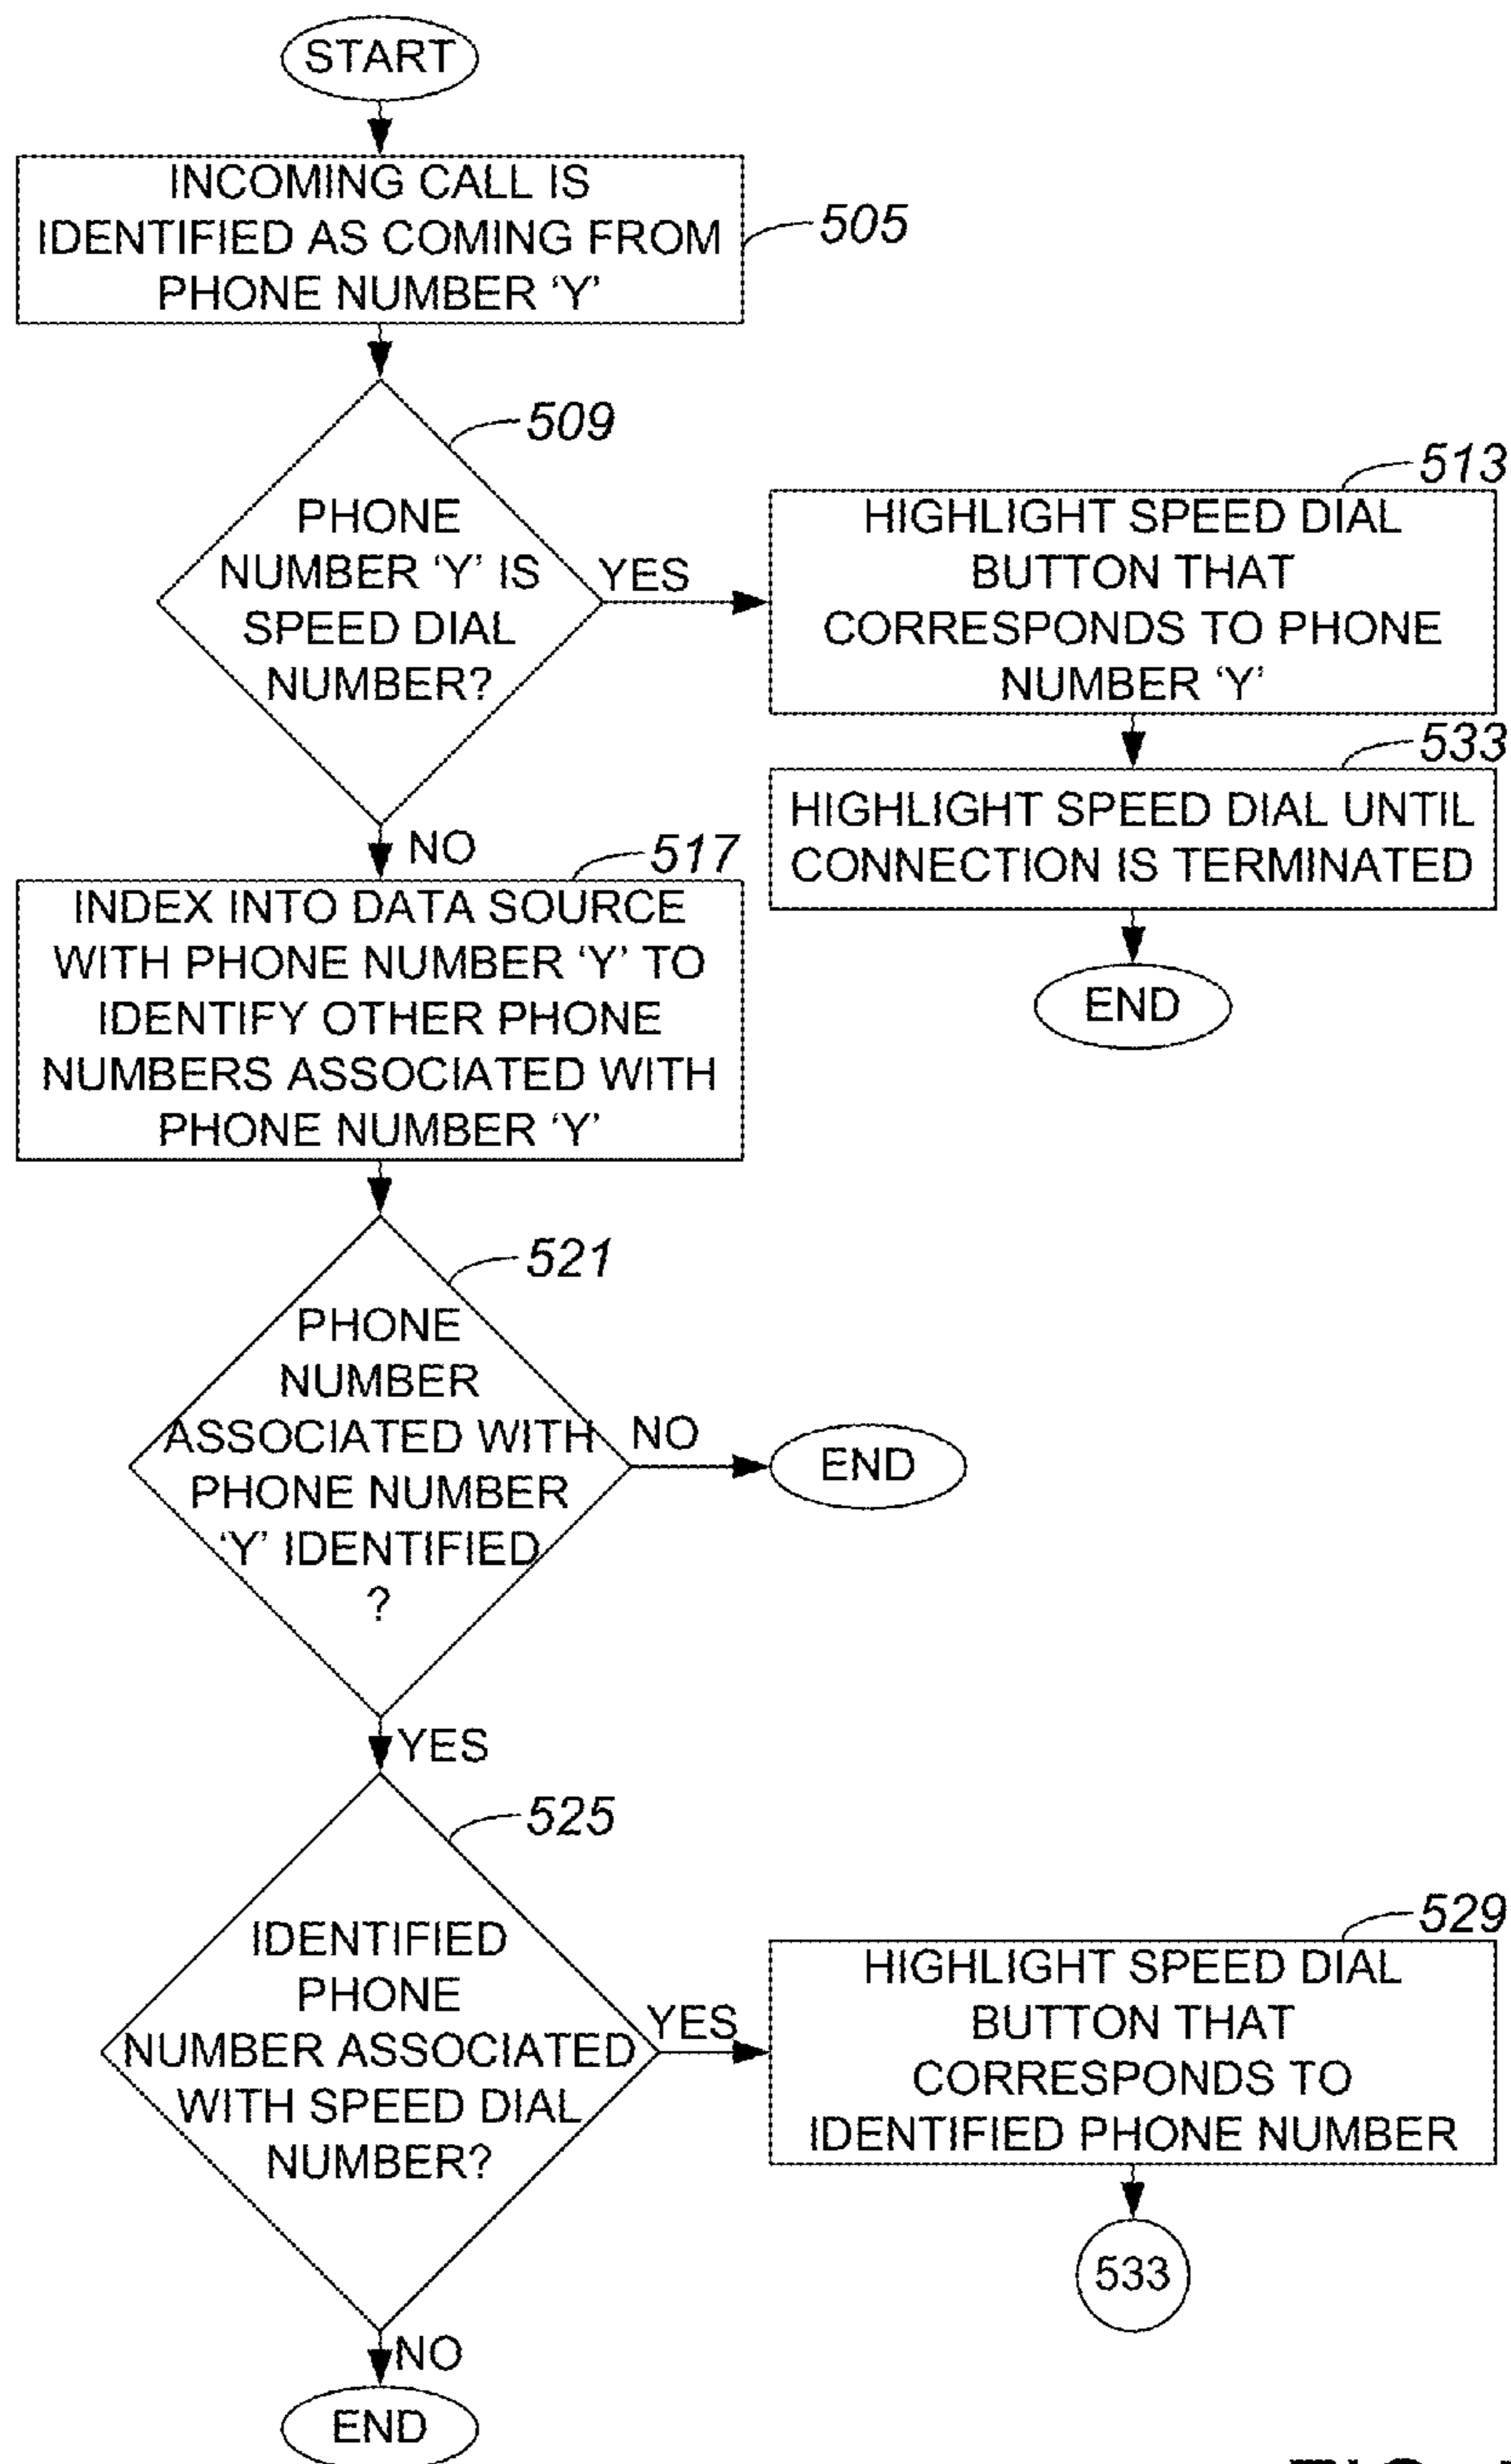 START
INCOMING CALL IS
IDENTIFIED AS COMING FROM
PHONE NUMBER ‘Y’
505
509
PHONE
NUMBER ‘Y’ IS
SPEED DIAL
NUMBER?
YES
513
HIGHLIGHT SPEED DIAL
BUTTON THAT
CORRESPONDS TO PHONE
NUMBER ‘Y’
533
HIGHLIGHT SPEED DIAL UNTIL
CONNECTION IS TERMINATED
END
NO
517
INDEX INTO DATA SOURCE
WITH PHONE NUMBER ‘Y’ TO
IDENTIFY OTHER PHONE
NUMBERS ASSOCIATED WITH
PHONE NUMBER ‘Y’
521
PHONE
NUMBER
ASSOCIATED WITH
PHONE NUMBER
‘Y’ IDENTIFIED
?
NO
END
YES
525
IDENTIFIED
PHONE
NUMBER ASSOCIATED
WITH SPEED DIAL
NUMBER?
YES
529
HIGHLIGHT SPEED DIAL
BUTTON THAT
CORRESPONDS TO
IDENTIFIED PHONE NUMBER
533
NO
END